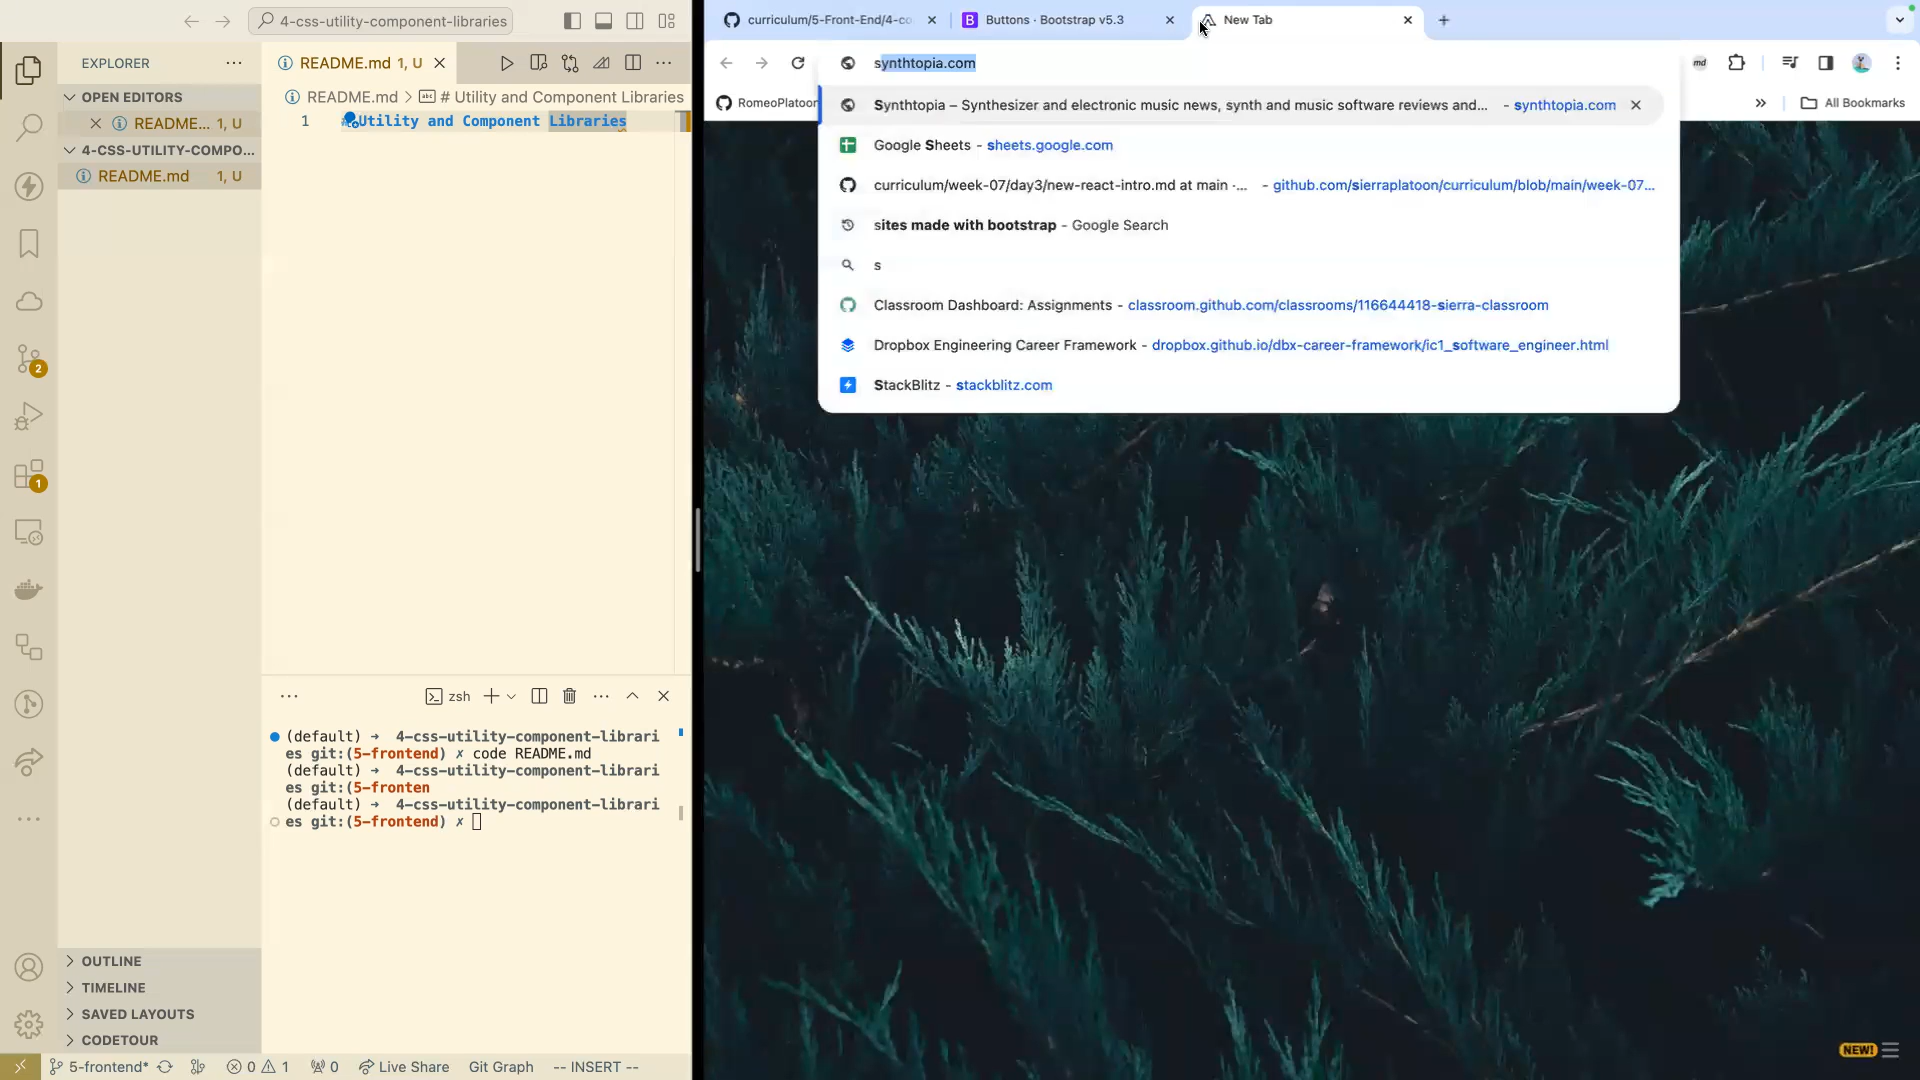 4-css-utility-component-libraries
EXPLORER
OPEN EDITORS
README... 1, U
4-CSS-UTILITY-COMPO...
README.md 1, U
2
1
OUTLINE
TIMELINE
SAVED LAYOUTS
CODETOUR
README.md 1, U
README.md > # Utility and Component Libraries
1 # Utility and Component Libraries
zsh
(default) → 4-css-utility-component-librari
es git:(5-frontend) ✗ code README.md
(default) → 4-css-utility-component-librari
es git:(5-fronten
(default) → 4-css-utility-component-librari
es git:(5-frontend) ✗
5-frontend* 0 1 0 Live Share Git Graph -- INSERT --
curriculum/5-Front-End/4-co
Buttons · Bootstrap v5.3
New Tab
synthtopia.com
md
RomeoPlatoon
All Bookmarks
Synthtopia – Synthesizer and electronic music news, synth and music software reviews and... - synthtopia.com
Google Sheets - sheets.google.com
curriculum/week-07/day3/new-react-intro.md at main ·... - github.com/sierraplatoon/curriculum/blob/main/week-07...
sites made with bootstrap - Google Search
s
Classroom Dashboard: Assignments - classroom.github.com/classrooms/116644418-sierra-classroom
Dropbox Engineering Career Framework - dropbox.github.io/dbx-career-framework/ic1_software_engineer.html
StackBlitz - stackblitz.com
NEW!